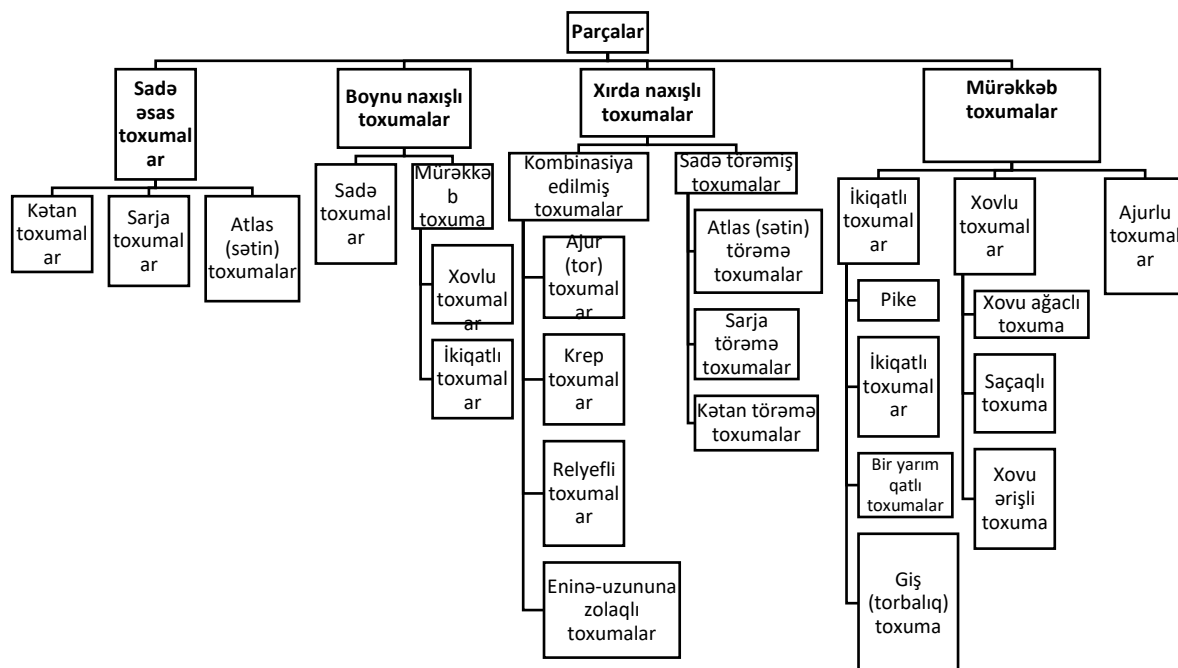 Parçalar
Sadə
əsas
toxumal
ar
Boynu naxışlı
toxumalar
Xırda naxışlı
toxumalar
Mürəkkəb
toxumalar
Kətan
toxumal
ar
Sarja
toxumal
ar
Atlas
(sətin)
toxumalar
Sadə
toxumal
ar
Mürəkkə
b
toxuma
Xovlu
toxumal
ar
İkiqatlı
toxumal
ar
Kombinasiya
edilmiş
toxumalar
Ajur
(tor)
toxumal
ar
Krep
toxumal
ar
Relyefli
toxumal
ar
Eninə-uzununa
zolaqlı
toxumalar
Sadə törəmiş
toxumalar
Atlas (sətin)
törəmə
toxumalar
Sarja
törəmə
toxumalar
Kətan törəmə
toxumalar
İkiqatlı
toxumal
ar
Pike
İkiqatlı
toxumal
ar
Bir yarım
qatlı
toxumalar
Giş
(torbalıq)
toxuma
Xovlu
toxumal
ar
Xovu ağaclı
toxuma
Saçaqlı
toxuma
Xovu
ərişli
toxuma
Ajurlu
toxumal
ar